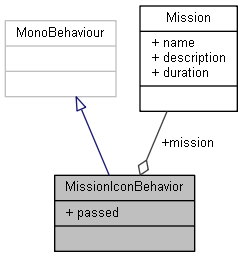 Mission
MonoBehaviour
+ name
+ description
+ duration
+mission
MissionIconBehavior
+ passed